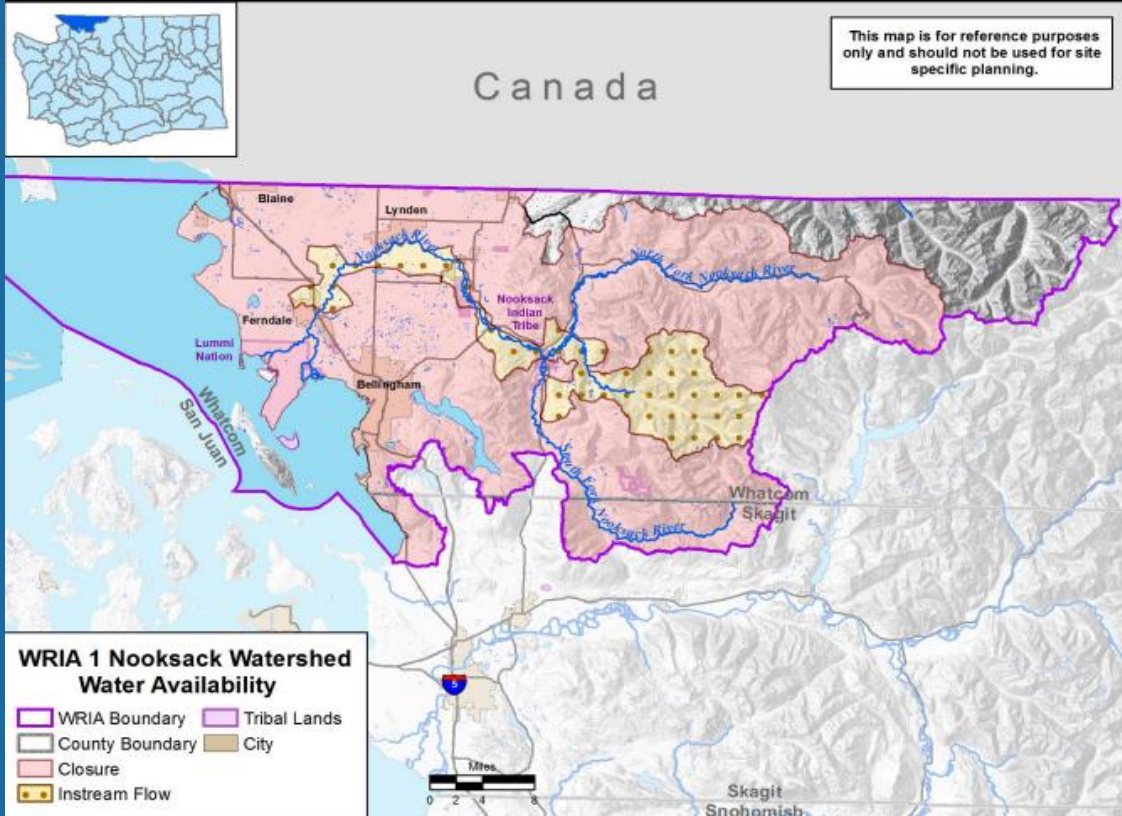 This map is for reference purposes
only and should not be used for site
specific planning.
Canada
Blaine
Lynden
Nooksack River
North Fork Nooksack River
Nooksack
Indian
Tribe
Ferndale
Lummi
Nation
Bellingham
Whatcom
San Juan
South Fork Nooksack River
Whatcom
Skagit
WRIA 1 Nooksack Watershed
Water Availability
WRIA Boundary
Tribal Lands
County Boundary
City
Closure
Instream Flow
5
Miles
0 2 4 8
Skagit
Snohomish